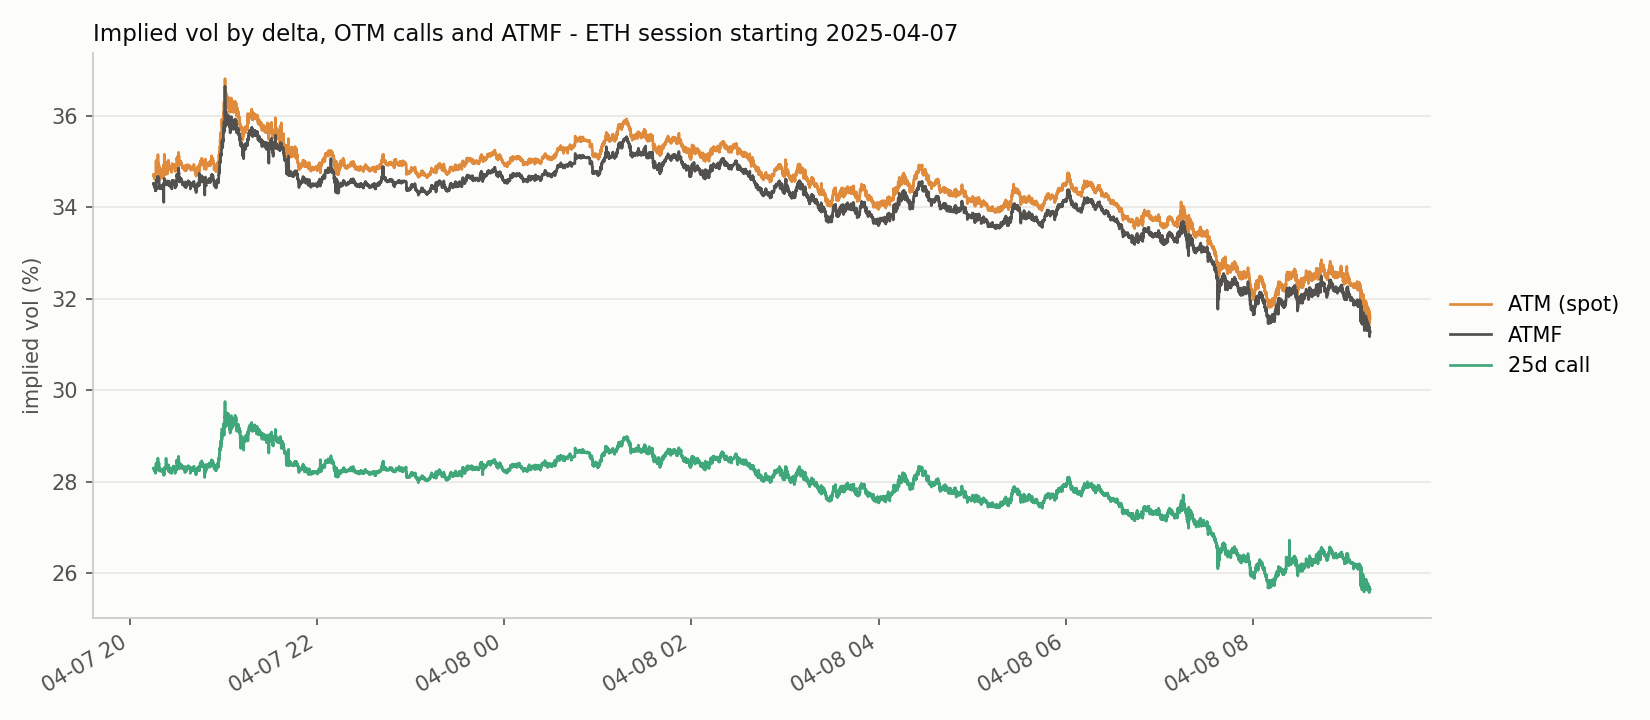 Implied vol by delta, OTM calls and ATMF - ETH session starting 2025-04-07
implied vol (%)
36
34
32
30
28
26
04-07 20
04-07 22
04-08 00
04-08 02
04-08 04
04-08 06
04-08 08
ATM (spot)
ATMF
25d call